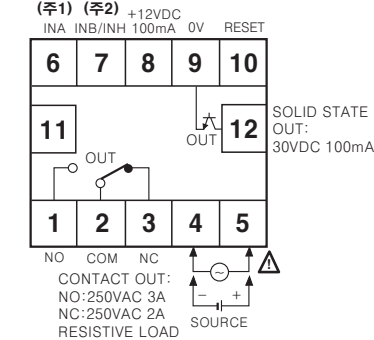 (주1) (주2) +12VDC
INA INB/INH 100mA 0V RESET
6 7 8 9 10
11
12
SOLID STATE
OUT:
30VDC 100mA
OUT
OUT
1 2 3 4 5
NO COM NC
CONTACT OUT:
NO:250VAC 3A
NC:250VAC 2A
RESISTIVE LOAD
~
!
− +
SOURCE